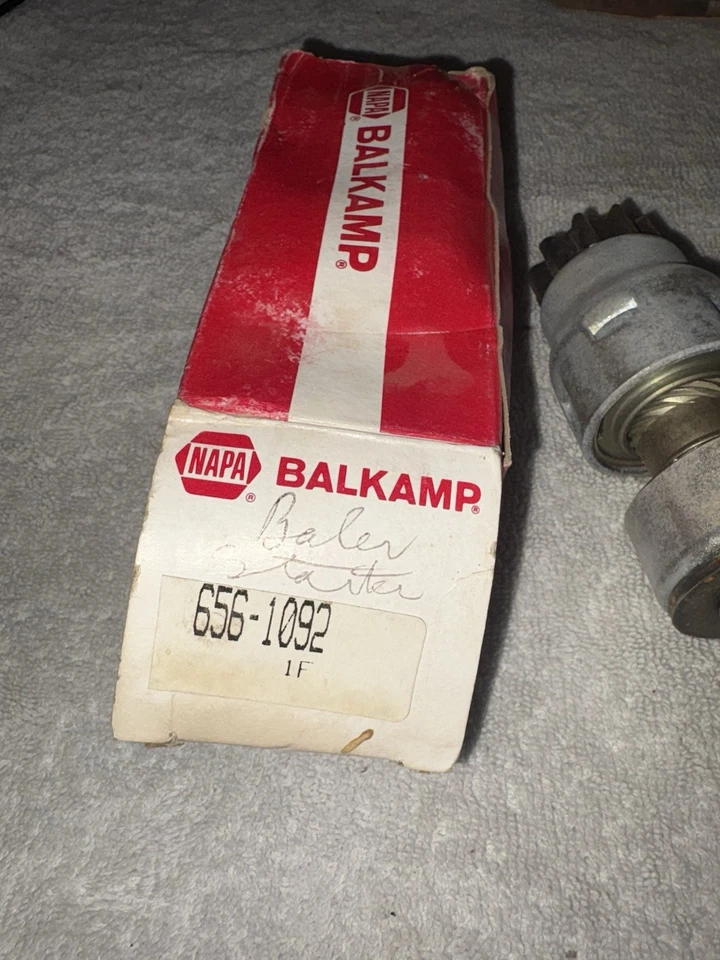 NAPA ® BALKAMP®
NAPA ® BALKAMP®
Baler
Starter
656-1092
1F